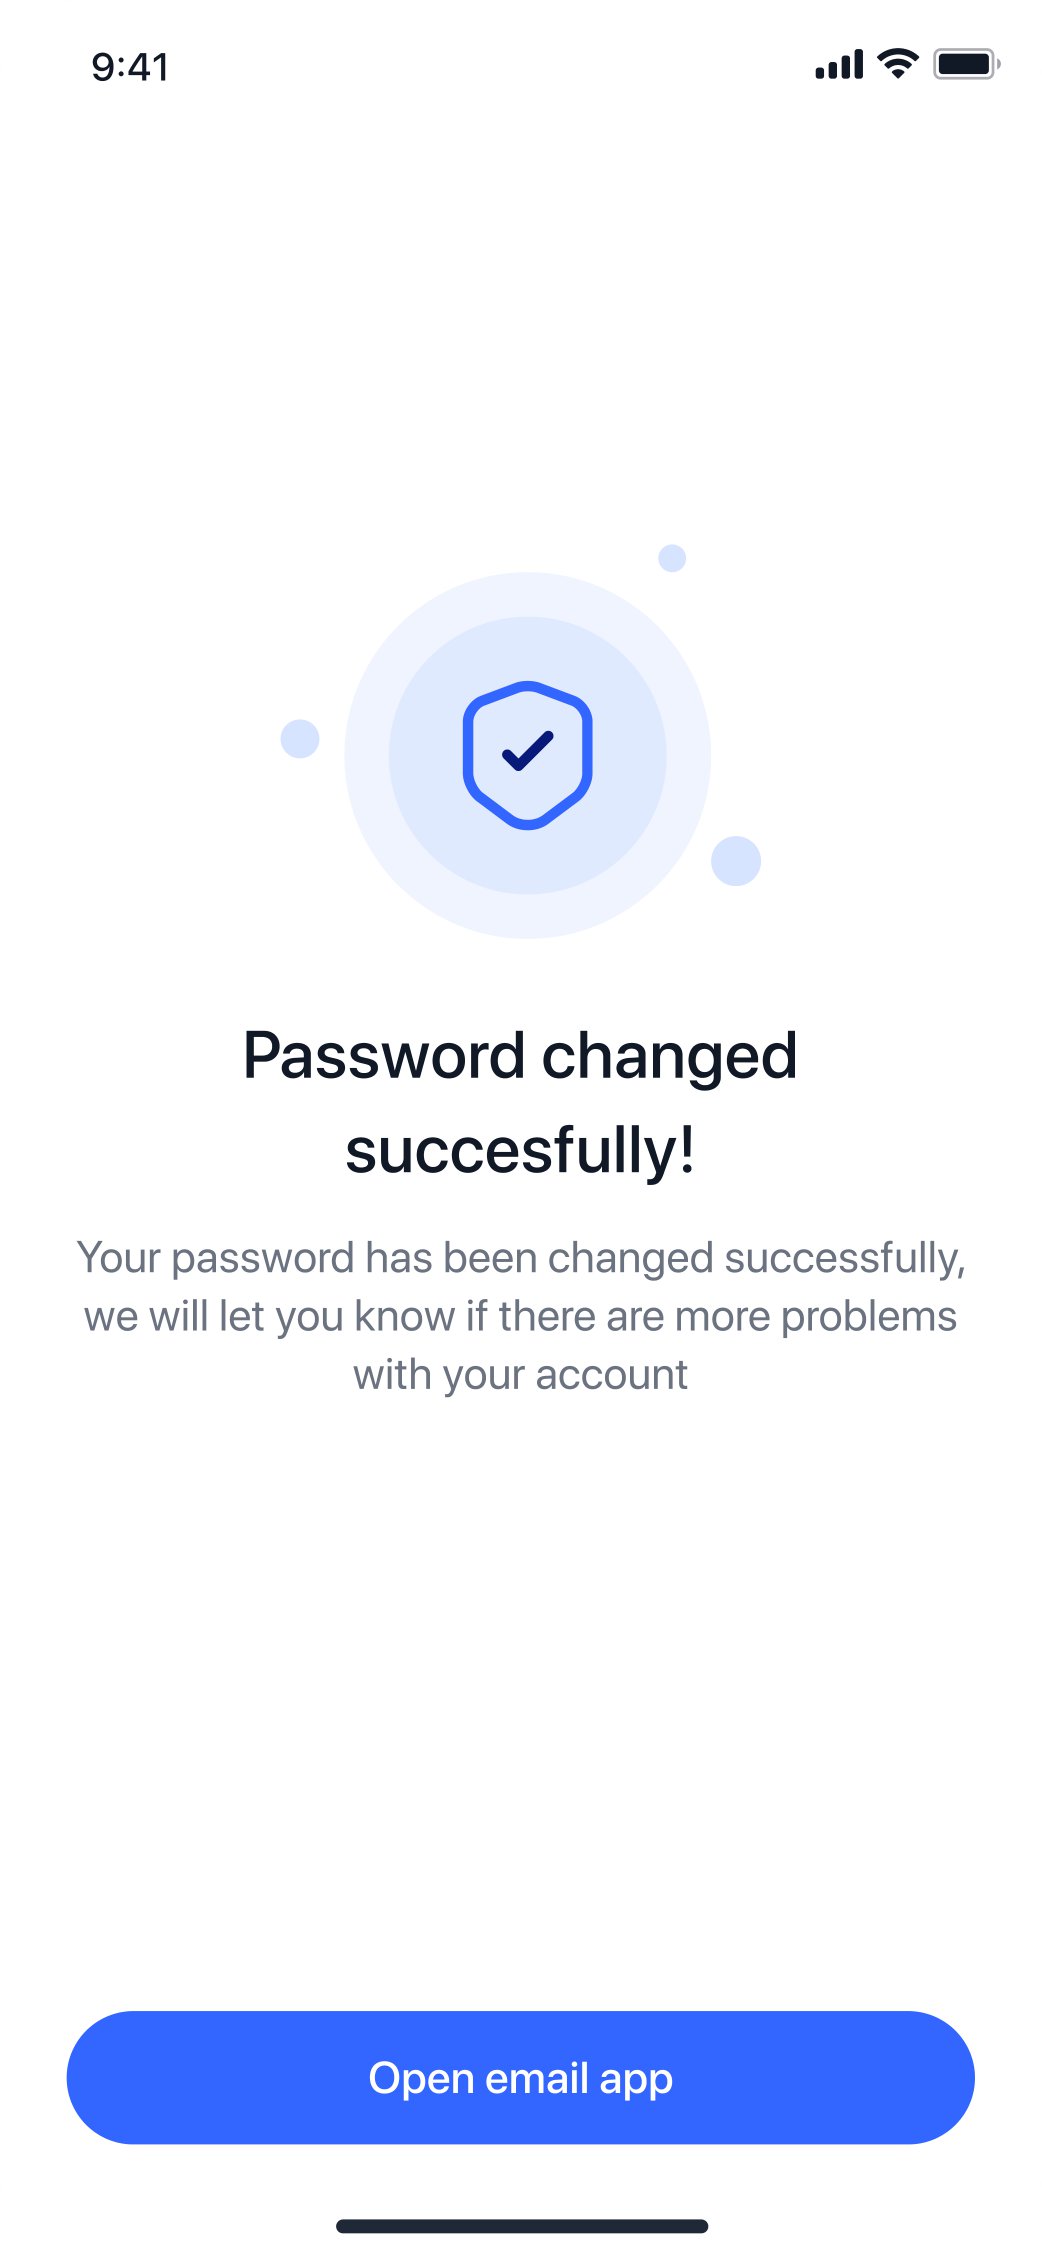 9:41
Password changed
succesfully!
Your password has been changed successfully,
we will let you know if there are more problems
with your account
Open email app